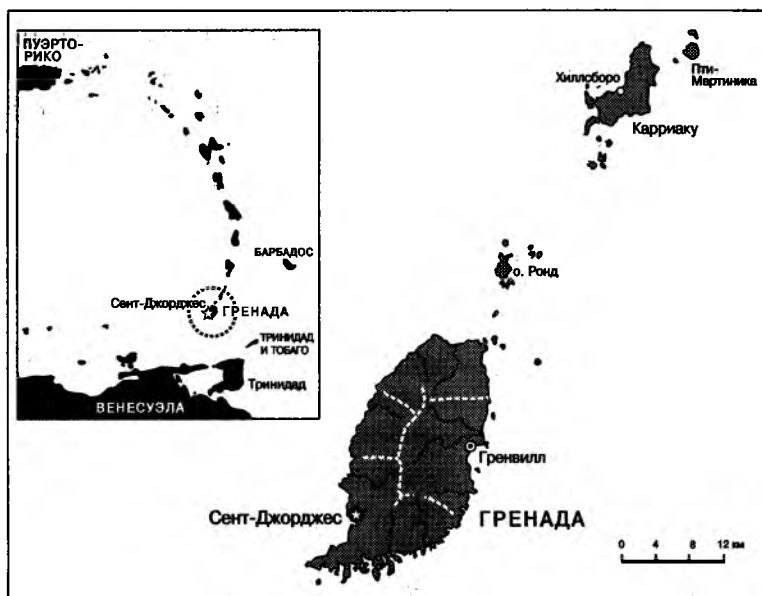 ПУЭРТО-
РИКО
БАРБАДОС
Сент-Джорджес
ГРЕНАДА
ТРИНИДАД
И ТОБАГО
Тринидад
ВЕНЕСУЭЛА
Хиллсборо
Пти-
Мартиника
Карриаку
о. Ронд
Гренвилл
Сент-Джорджес
ГРЕНАДА
0 4 8 12 км